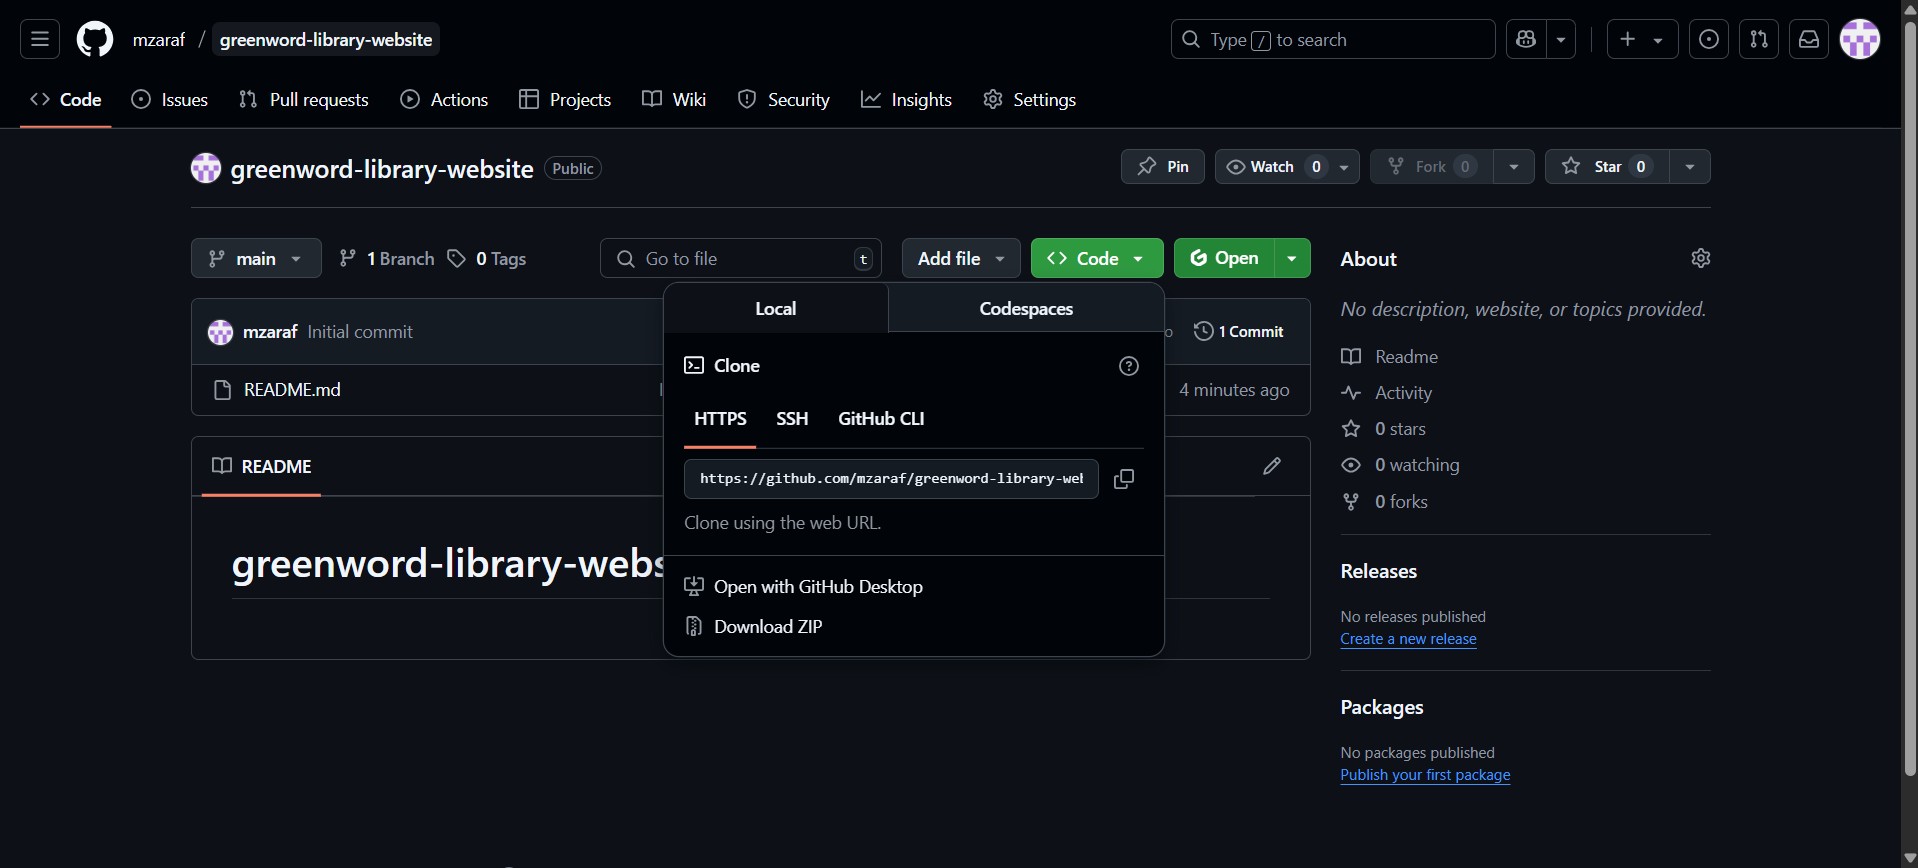 mzaraf / greenword-library-website
Type / to search
Code Issues Pull requests Actions Projects Wiki Security Insights Settings
greenword-library-website Public
Pin Watch 0 Fork 0 Star 0
main 1 Branch 0 Tags Go to file t Add file Code Open
About
No description, website, or topics provided.
Readme
Activity
0 stars
0 watching
0 forks
Releases
No releases published
Create a new release
Packages
No packages published
Publish your first package
mzaraf Initial commit
1 Commit
README.md
4 minutes ago
README
greenword-library-webs
Local Codespaces
Clone
HTTPS SSH GitHub CLI
https://github.com/mzaraf/greenword-library-we
Clone using the web URL.
Open with GitHub Desktop
Download ZIP